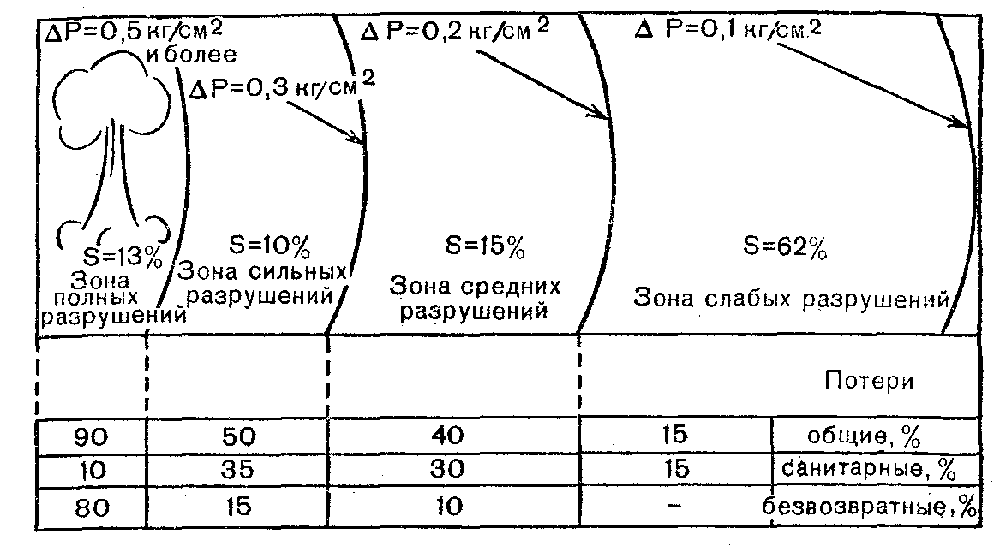 ΔP=0,5 кг/см2
и более
ΔP=0,3 кг/см2
ΔP=0,2 кг/см2
Δ P=0,1 кг/см.2
S=13%
Зона
полных
разрушений
S=10%
Зона сильных
разрушений
S=15%
Зона средних
разрушений
S=62%
Зона слабых разрушений
Потери
90 50 40 15 общие, %
10 35 30 15 санитарные, %
80 15 10 – безвозвратные, %